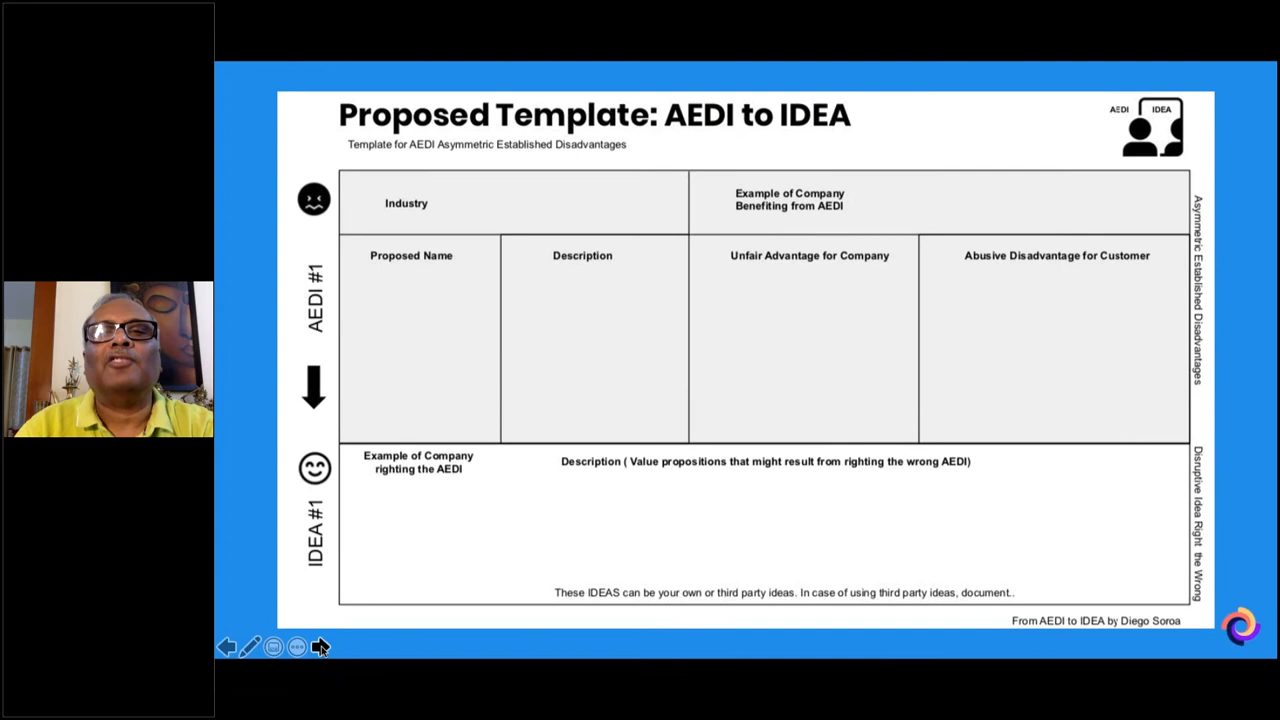 Proposed Template: AEDI to IDEA
AEDI
IDEA
Template for AEDI Asymmetric Established Disadvantages
Industry
Example of Company
Benefiting from AEDI
AEDI #1
Proposed Name
Description
Unfair Advantage for Company
Abusive Disadvantage for Customer
Asymmetric Established Disadvantages
IDEA #1
Example of Company
righting the AEDI
Description ( Value propositions that might result from righting the wrong AEDI)
These IDEAS can be your own or third party ideas. In case of using third party ideas, document..
Disruptive Idea Right the Wrong
From AEDI to IDEA by Diego Soroa